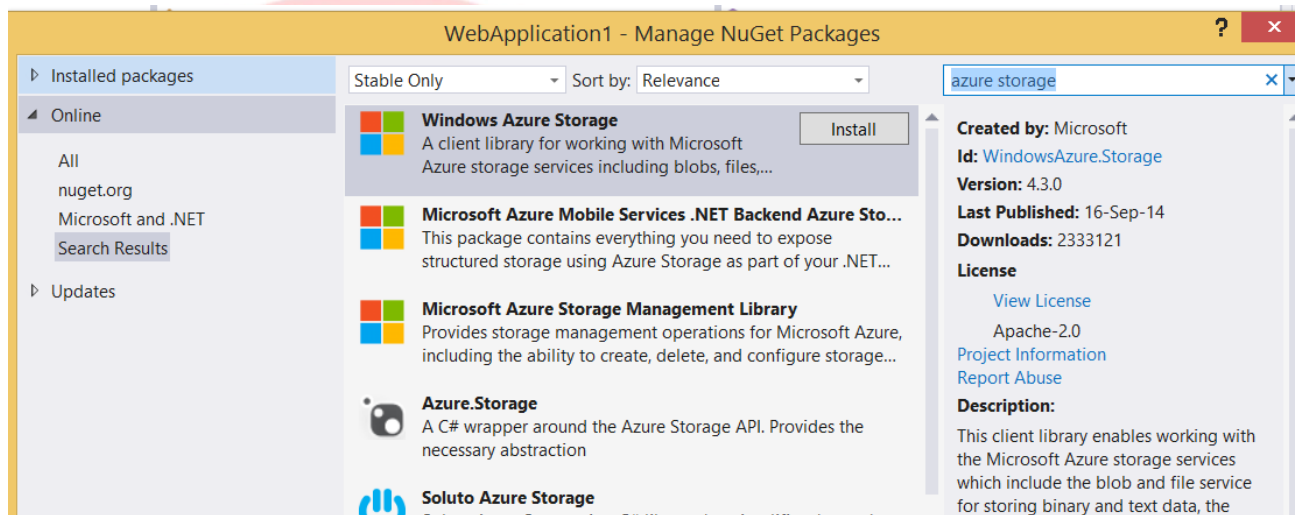 WebApplication1 - Manage NuGet Packages
?
Installed packages
Stable Only
Sort by: Relevance
azure storage
Online
All
nuget.org
Microsoft and .NET
Search Results
Updates
Windows Azure Storage
Install
A client library for working with Microsoft
Azure storage services including blobs, files,...
Microsoft Azure Mobile Services .NET Backend Azure Sto...
This package contains everything you need to expose
structured storage using Azure Storage as part of your .NET...
Microsoft Azure Storage Management Library
Provides storage management operations for Microsoft Azure,
including the ability to create, delete, and configure storage...
Azure.Storage
A C# wrapper around the Azure Storage API. Provides the
necessary abstraction
Soluto Azure Storage
Created by: Microsoft
Id: WindowsAzure.Storage
Version: 4.3.0
Last Published: 16-Sep-14
Downloads: 2333121
License
View License
Apache-2.0
Project Information
Report Abuse
Description:
This client library enables working with
the Microsoft Azure storage services
which include the blob and file service
for storing binary and text data, the